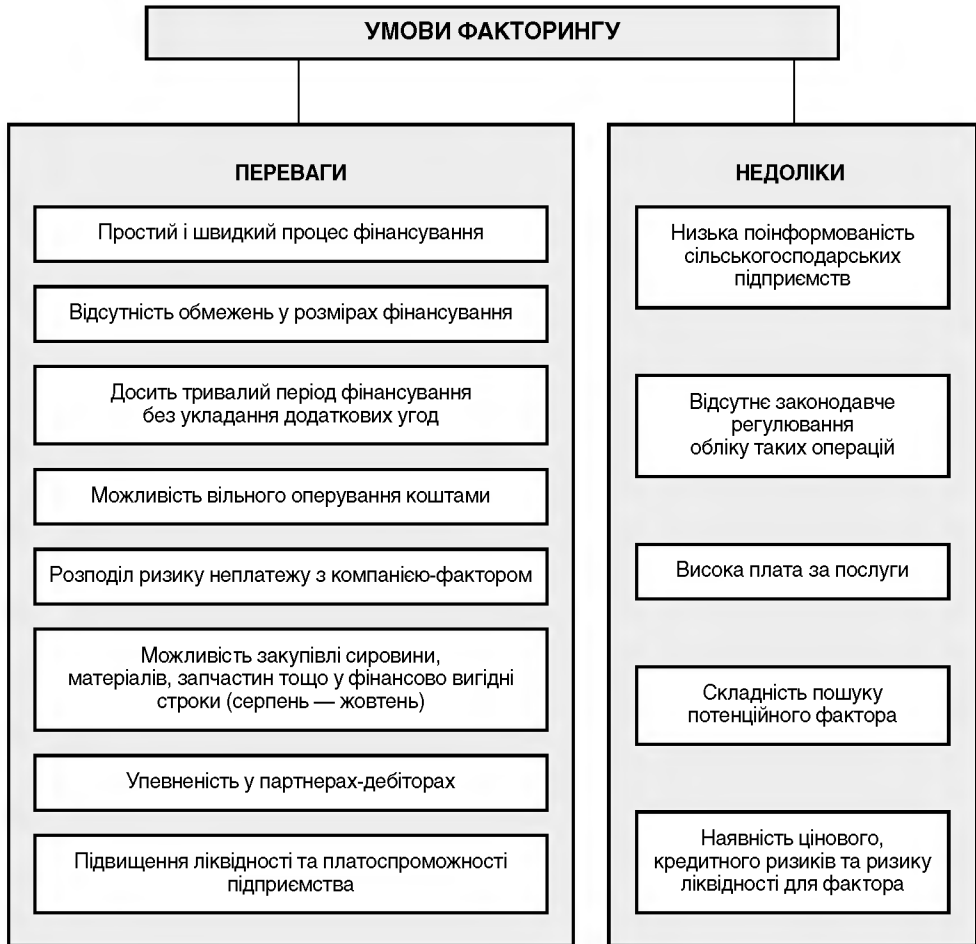 УМОВИ ФАКТОРИНГУ
ПЕРЕВАГИ
Простий і швидкий процес фінансування
Відсутність обмежень у розмірах фінансування
Досить тривалий період фінансування
без укладання додаткових угод
Можливість вільного оперування коштами
Розподіл ризику неплатежу з компанією-фактором
Можливість закупівлі сировини,
матеріалів, запчастин тощо у фінансово вигідні
строки (серпень — жовтень)
Упевненість у партнерах-дебіторах
Підвищення ліквідності та платоспроможності
підприємства
НЕДОЛІКИ
Низька поінформованість
сільськогосподарських
підприємств
Відсутнє законодавче
регулювання
обліку таких операцій
Висока плата за послуги
Складність пошуку
потенційного фактора
Наявність цінового,
кредитного ризиків та ризику
ліквідності для фактора